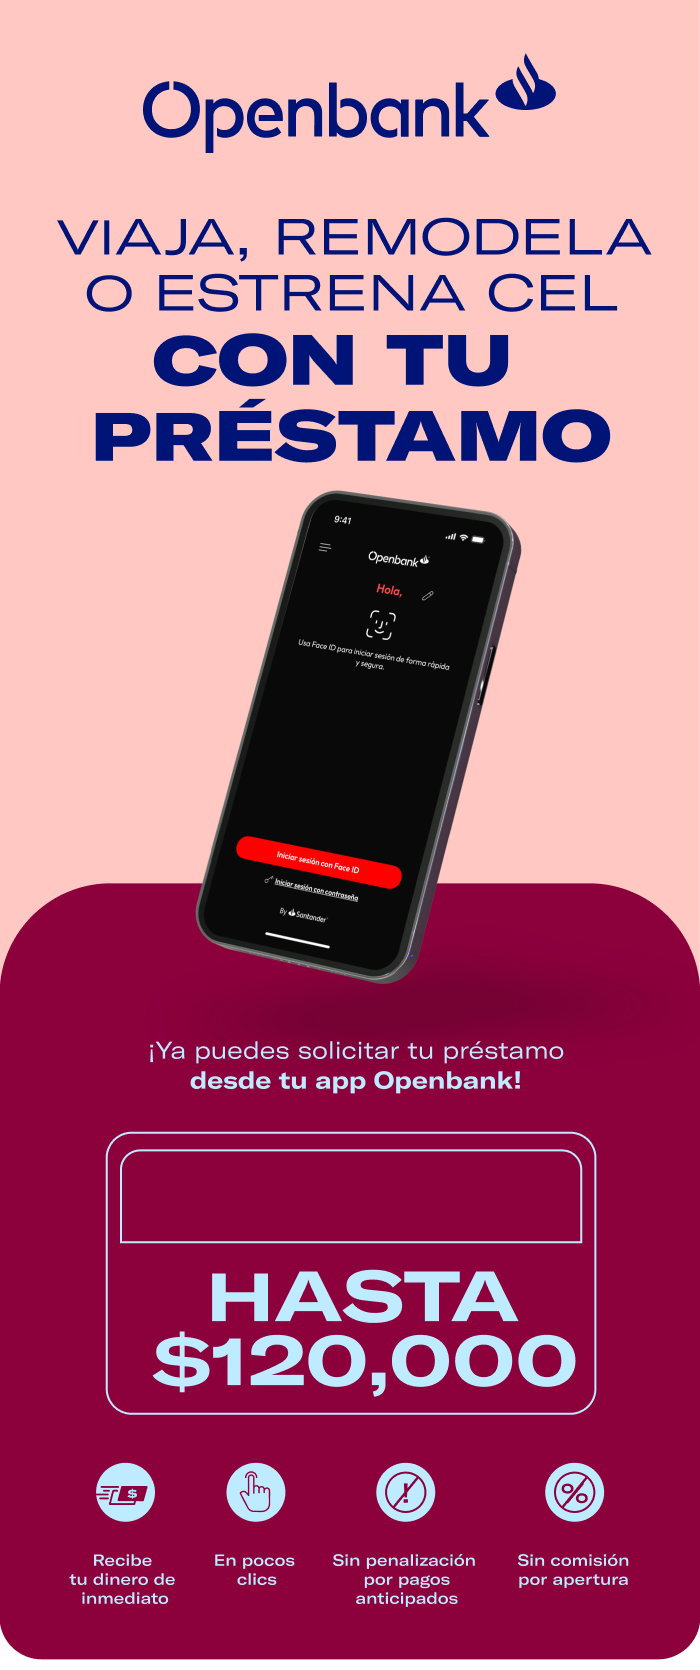 Openbank
VIAJA, REMODELA
O ESTRENA CEL
CON TU
PRÉSTAMO
9:41
Openbank
Hola,
Usa Face ID para iniciar sesión de forma rápida
y segura.
Iniciar sesión con Face ID
Iniciar sesión con contraseña
By Santander
¡Ya puedes solicitar tu préstamo
desde tu app Openbank!
HASTA
$120,000
$
Recibe
tu dinero de
inmediato
En pocos
clics
Sin penalización
por pagos
anticipados
Sin comisión
por apertura